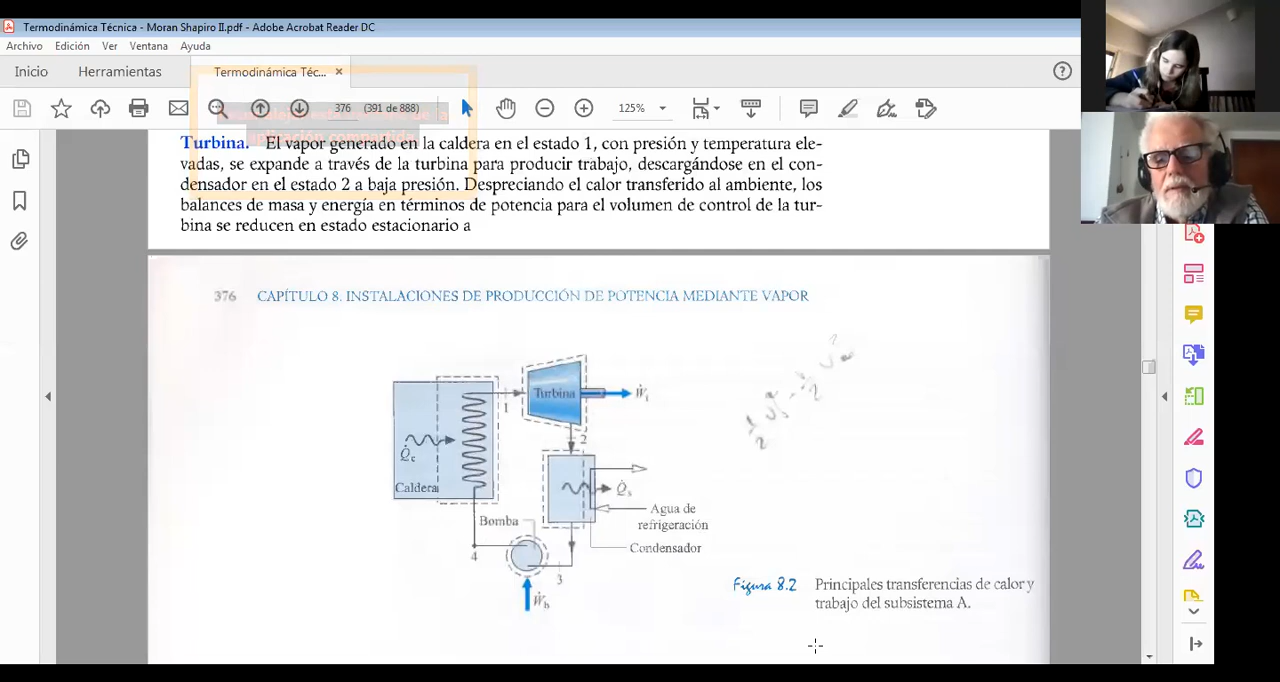 Termodinámica Técnica - Moran Shapiro II.pdf - Adobe Acrobat Reader DC
Archivo Edición Ver Ventana Ayuda
Inicio Herramientas Termodinámica Téc... ×
376 (391 de 888) 125%
aplicación compartida
Turbina. El vapor generado en la caldera en el estado 1, con presión y temperatura ele-
vadas, se expande a través de la turbina para producir trabajo, descargándose en el con-
densador en el estado 2 a baja presión. Despreciando el calor transferido al ambiente, los
balances de masa y energía en términos de potencia para el volumen de control de la tur-
bina se reducen en estado estacionario a
376 CAPÍTULO 8. INSTALACIONES DE PRODUCCIÓN DE POTENCIA MEDIANTE VAPOR
Turbina
Ẇt
1
2
Q̇e
Caldera
Q̇s
Agua de
refrigeración
Bomba
Condensador
4
3
Ẇb
Figura 8.2 Principales transferencias de calor y
trabajo del subsistema A.